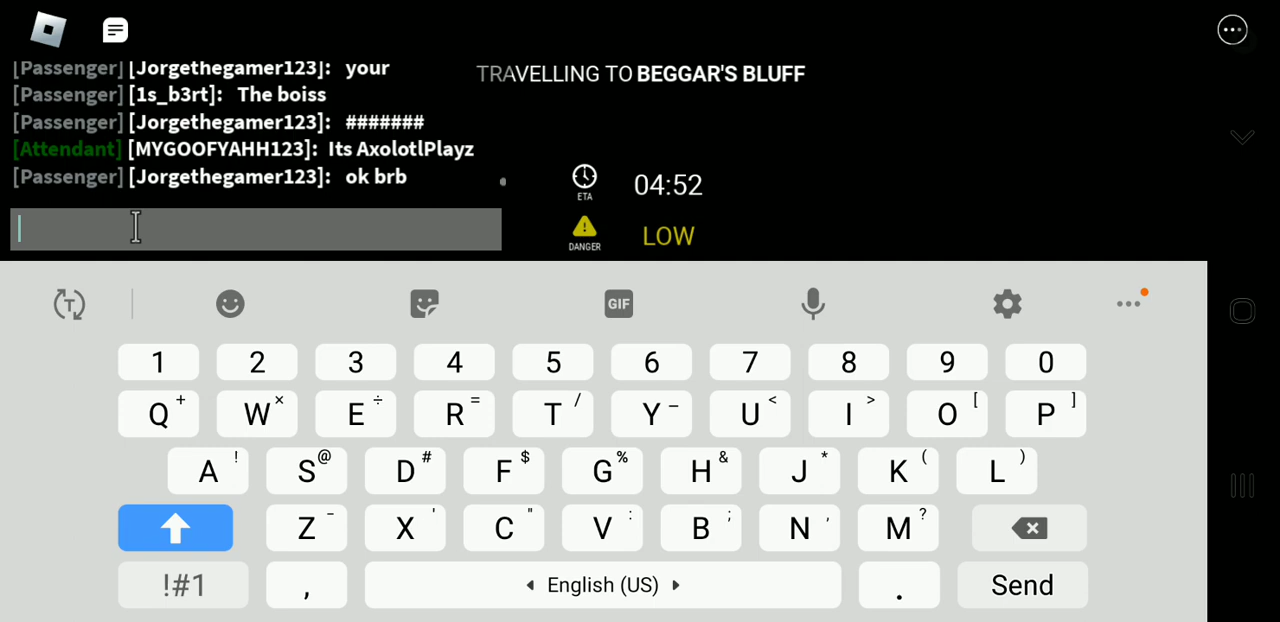 [Passenger] [Jorgethegamer123]: your
[Passenger] [1s_b3rt]: The boiss
[Passenger] [Jorgethegamer123]: #######
[Attendant] [MYGOOFYAHH123]: Its AxolotlPlayz
[Passenger] [Jorgethegamer123]: ok brb
TRAVELLING TO BEGGAR'S BLUFF
ETA 04:52
DANGER LOW
T GIF
1 2 3 4 5 6 7 8 9 0
Q + W × E ÷ R = T / Y _ U < I > O [ P ]
A ! S @ D # F $ G % H & J * K ( L )
Z - X ' C " V : B ; N , M ?
!#1 , English (US) . Send